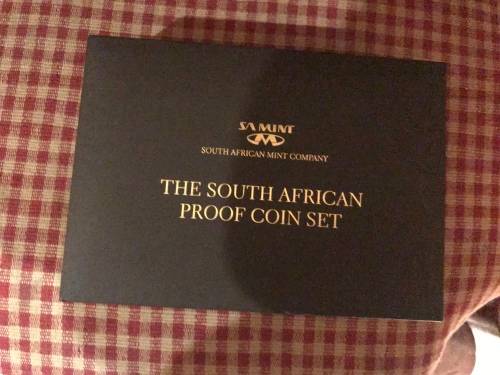 SA MINT
SOUTH AFRICAN MINT COMPANY
THE SOUTH AFRICAN
PROOF COIN SET